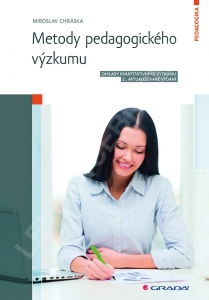 MIROSLAV CHRÁSKA
Metody pedagogického
výzkumu
PEDAGOGIKA
ZÁKLADY KVANTITATIVNÍHO VÝZKUMU
2., AKTUALIZOVANÉ VYDÁNÍ
GRADA